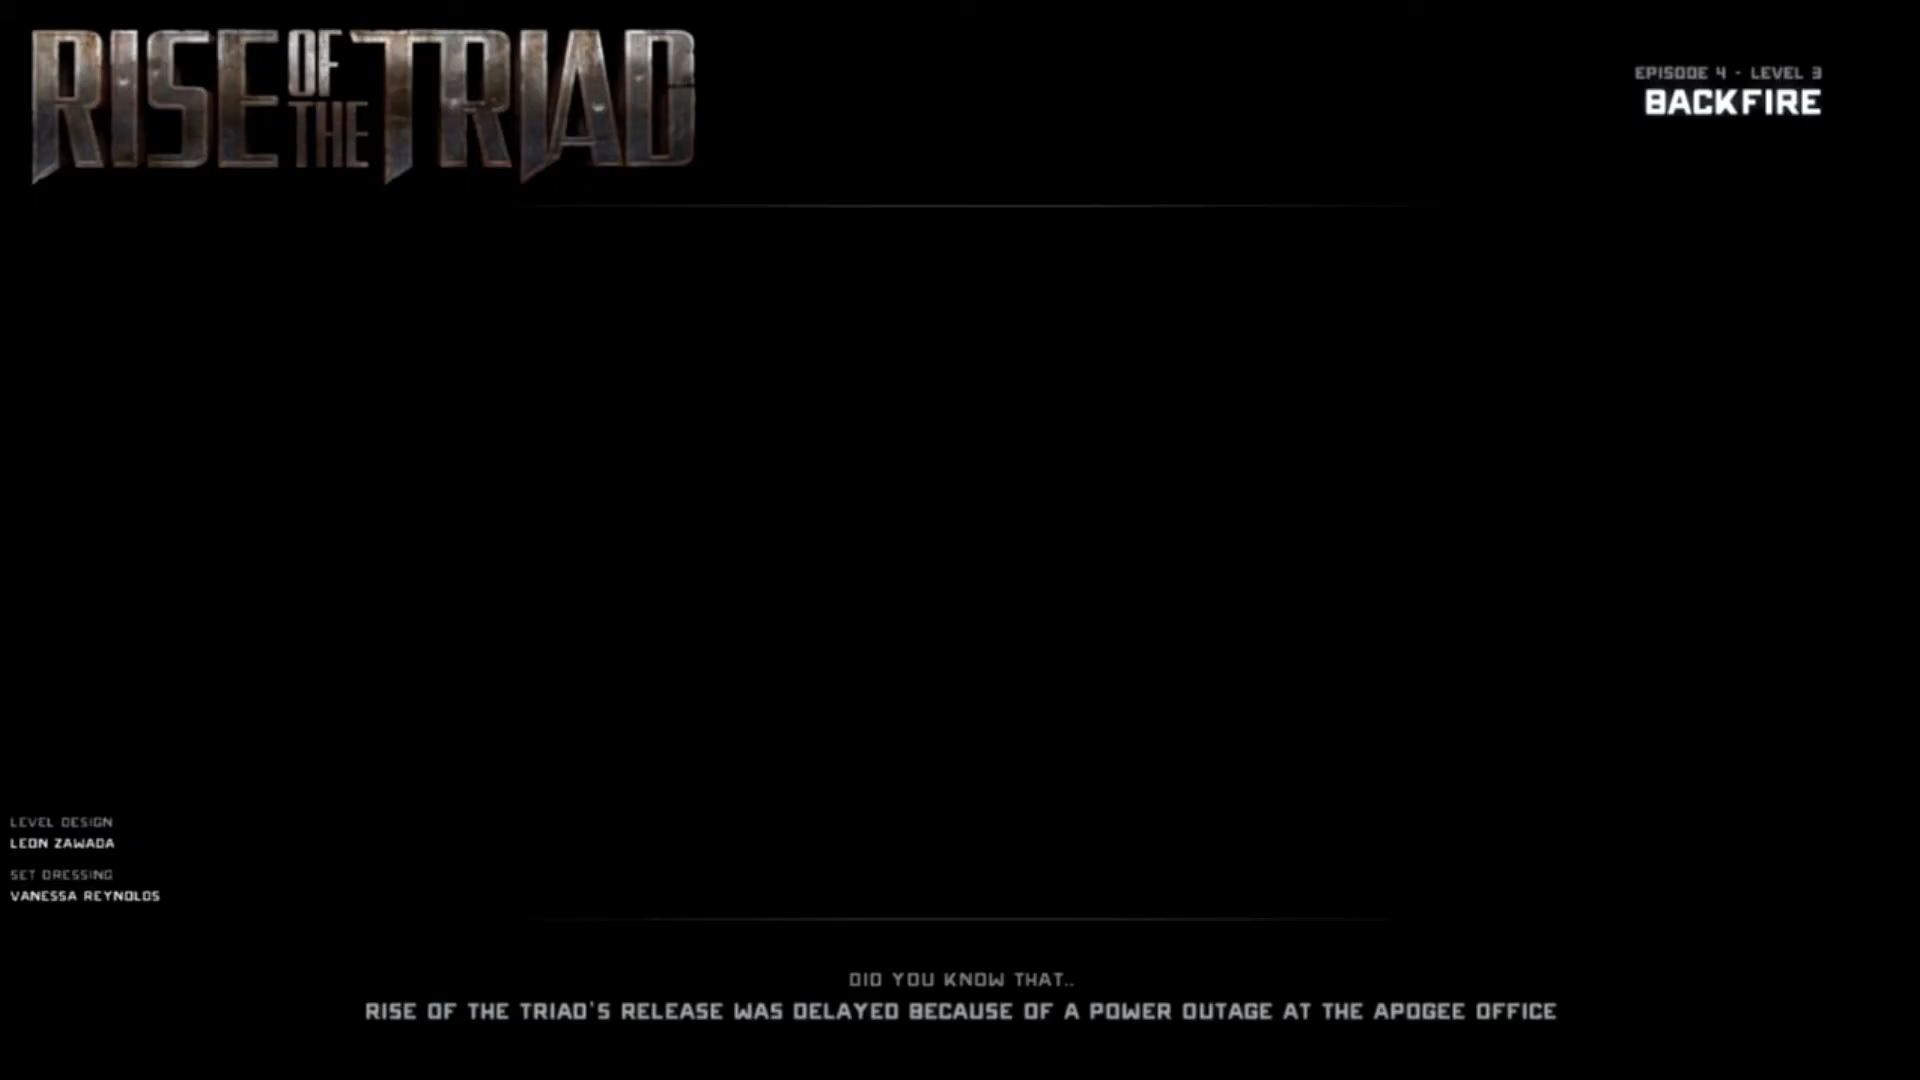 RISE OF THE TRIAD
EPISODE 4 - LEVEL 3
BACKFIRE
LEVEL DESIGN
LEON ZAWADA
SET DRESSING
VANESSA REYNOLDS
DID YOU KNOW THAT..
RISE OF THE TRIAD'S RELEASE WAS DELAYED BECAUSE OF A POWER OUTAGE AT THE APOGEE OFFICE